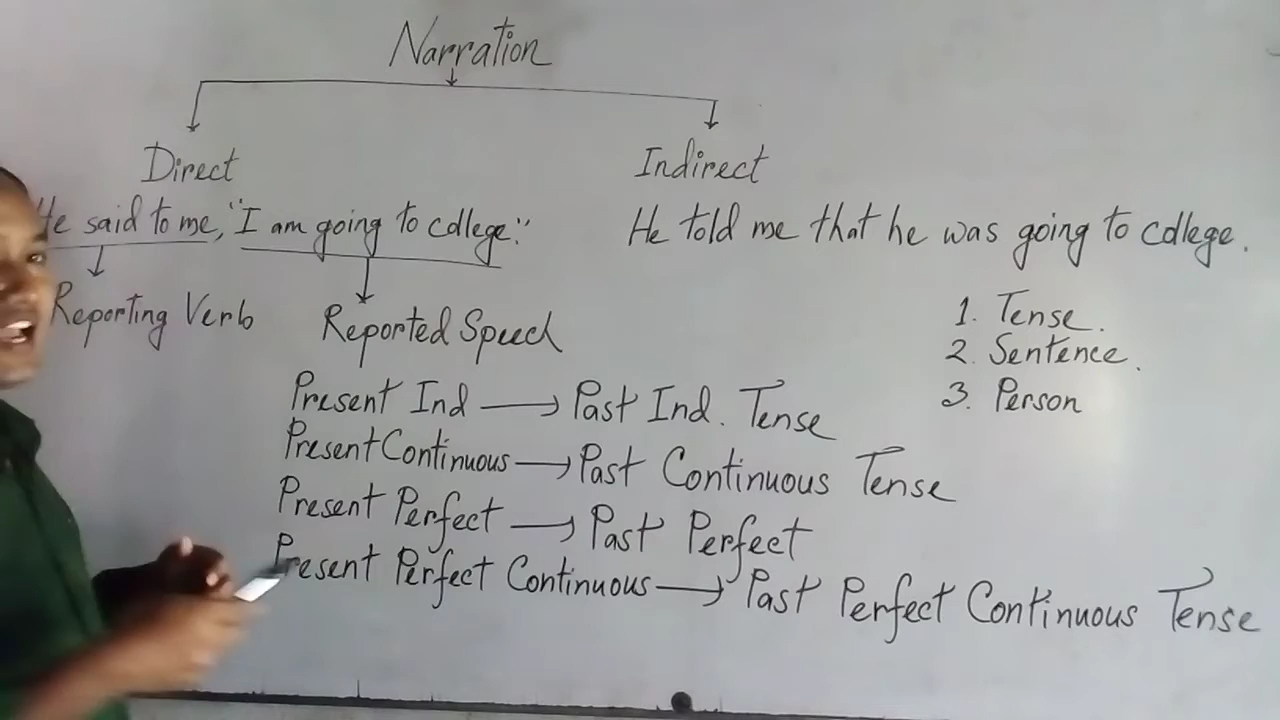 Narration
Direct
Indirect
He said to me, "I am going to college."
He told me that he was going to college.
Reporting Verb
Reported Speech
1. Tense.
2. Sentence.
3. Person
Present Ind → Past Ind. Tense
Present Continuous → Past Continuous Tense
Present Perfect → Past Perfect
Present Perfect Continuous → Past Perfect Continuous Tense